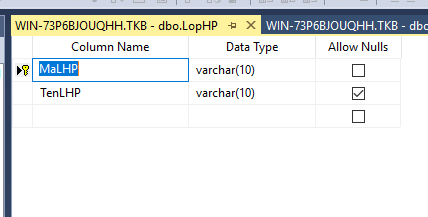 WIN-73P6BJOUQHH.TKB - dbo.LopHP
WIN-73P6BJOUQHH.TKB - dbo
Column Name Data Type Allow Nulls
MaLHP varchar(10)
TenLHP varchar(10)